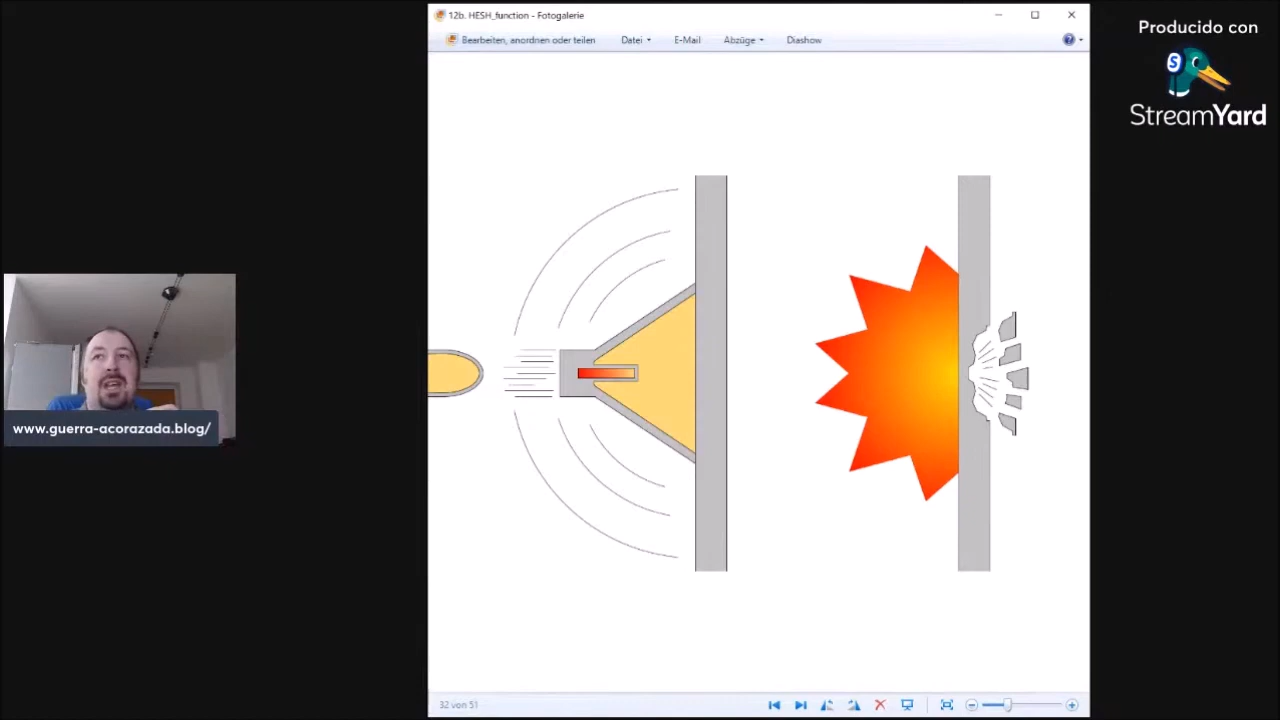 12b. HESH_function - Fotogalerie
Bearbeiten, anordnen oder teilen Datei E-Mail Abzüge Diashow
Producido con
S
StreamYard
www.guerra-acorazada.blog/
32 von 51